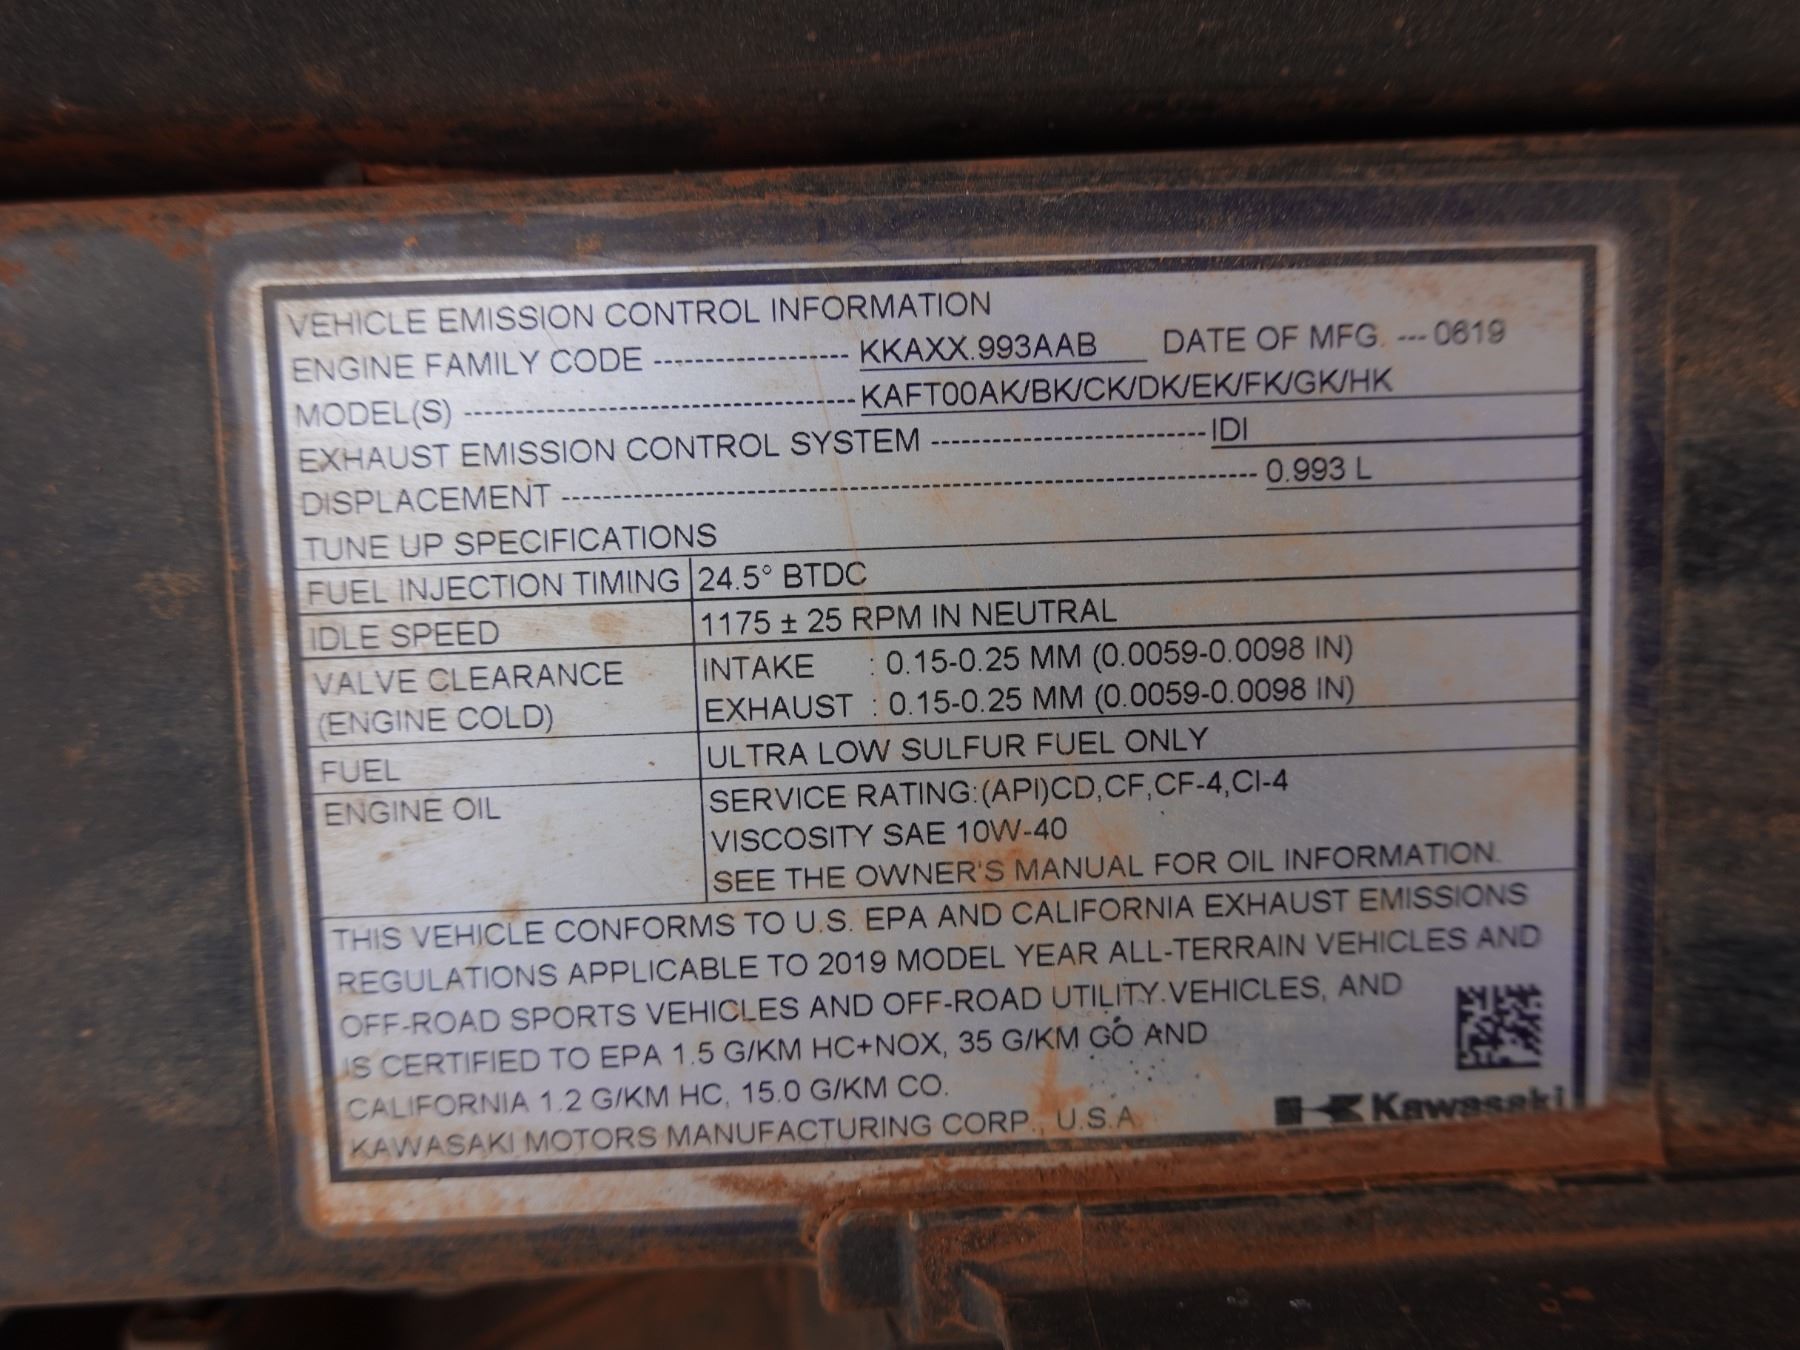 VEHICLE EMISSION CONTROL INFORMATION
ENGINE FAMILY CODE ------------------ KKAXX.993AAB DATE OF MFG. --- 0619
MODEL(S) ------------------------------------ KAFT00AK/BK/CK/DK/EK/FK/GK/HK
EXHAUST EMISSION CONTROL SYSTEM ------------------------- IDI
DISPLACEMENT ---------------------------------------------------------------- 0.993 L
TUNE UP SPECIFICATIONS
FUEL INJECTION TIMING 24.5° BTDC
IDLE SPEED 1175 ± 25 RPM IN NEUTRAL
VALVE CLEARANCE INTAKE : 0.15-0.25 MM (0.0059-0.0098 IN)
(ENGINE COLD) EXHAUST : 0.15-0.25 MM (0.0059-0.0098 IN)
FUEL ULTRA LOW SULFUR FUEL ONLY
ENGINE OIL SERVICE RATING:(API)CD,CF,CF-4,CI-4
VISCOSITY SAE 10W-40
SEE THE OWNER'S MANUAL FOR OIL INFORMATION.
THIS VEHICLE CONFORMS TO U.S. EPA AND CALIFORNIA EXHAUST EMISSIONS
REGULATIONS APPLICABLE TO 2019 MODEL YEAR ALL-TERRAIN VEHICLES AND
OFF-ROAD SPORTS VEHICLES AND OFF-ROAD UTILITY VEHICLES, AND
IS CERTIFIED TO EPA 1.5 G/KM HC+NOX, 35 G/KM CO AND
CALIFORNIA 1.2 G/KM HC, 15.0 G/KM CO.
KAWASAKI MOTORS MANUFACTURING CORP., U.S.A
Kawasaki